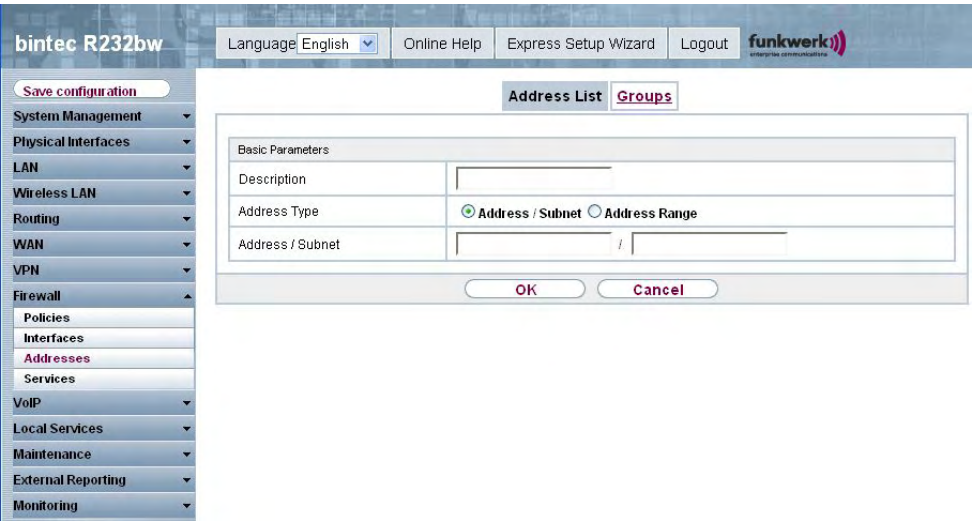 bintec R232bw
Language English Online Help Express Setup Wizard Logout funkwerk
enterprise communications
Save configuration
System Management
Physical Interfaces
LAN
Wireless LAN
Routing
WAN
VPN
Firewall
Policies
Interfaces
Addresses
Services
VoIP
Local Services
Maintenance
External Reporting
Monitoring
Address List Groups
Basic Parameters
Description
Address Type Address / Subnet Address Range
Address / Subnet /
OK Cancel